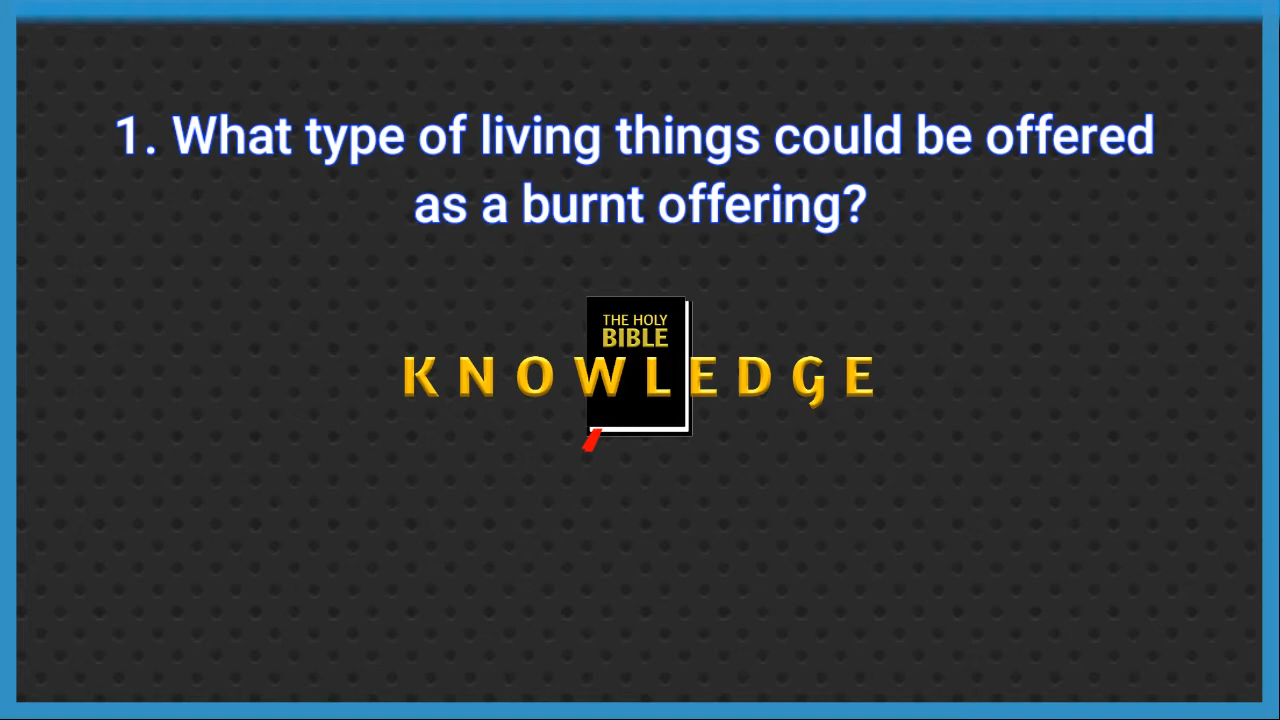 1. What type of living things could be offered
as a burnt offering?
THE HOLY
BIBLE
KNOWLEDGE